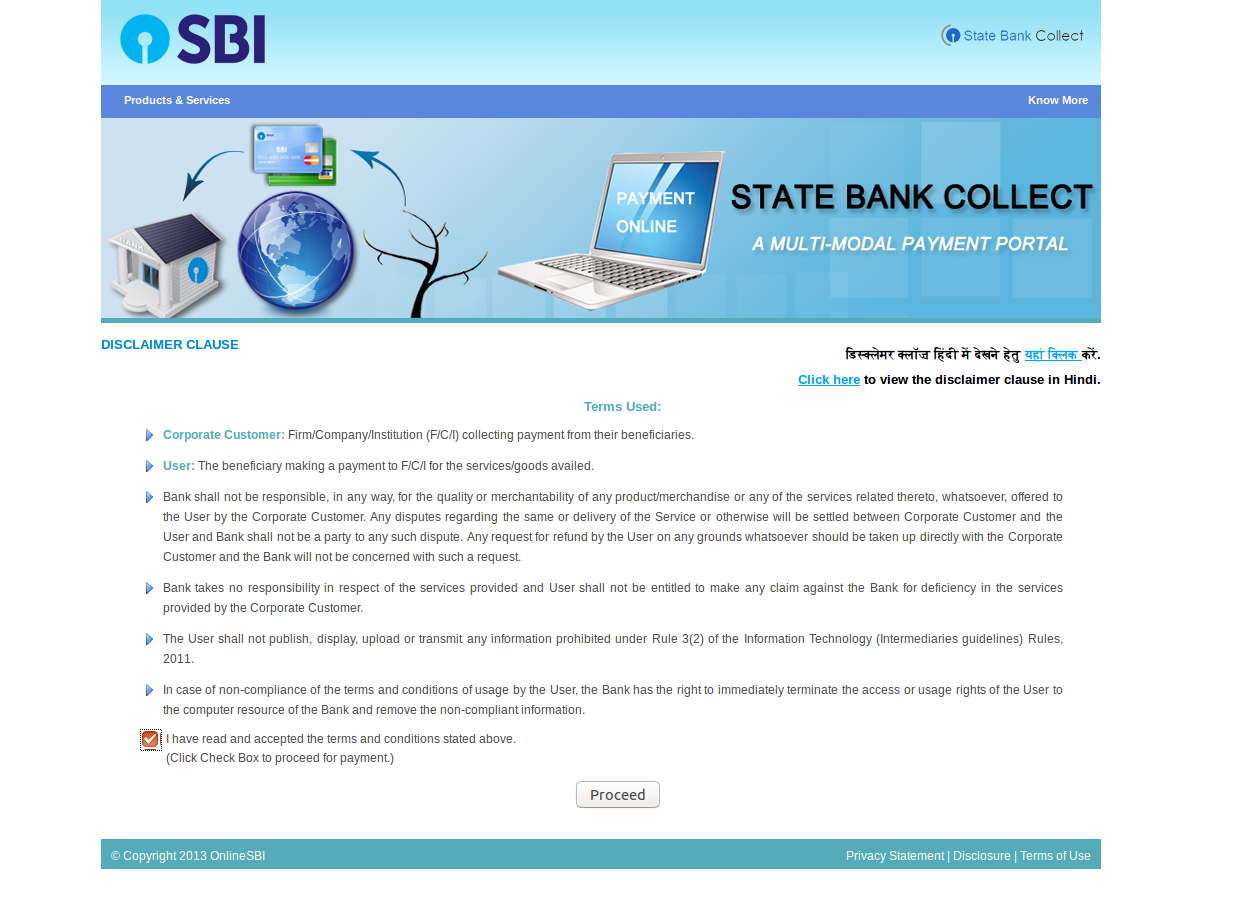 SBI
State Bank Collect
Products & Services
Know More
SBI
PAYMENT
ONLINE
STATE BANK COLLECT
A MULTI-MODAL PAYMENT PORTAL
DISCLAIMER CLAUSE
डिस्क्लेमर क्लॉज हिंदी में देखने हेतु यहां क्लिक करें.
Click here to view the disclaimer clause in Hindi.
Terms Used:
Corporate Customer: Firm/Company/Institution (F/C/I) collecting payment from their beneficiaries.
User: The beneficiary making a payment to F/C/I for the services/goods availed.
Bank shall not be responsible, in any way, for the quality or merchantability of any product/merchandise or any of the services related thereto, whatsoever, offered to
the User by the Corporate Customer. Any disputes regarding the same or delivery of the Service or otherwise will be settled between Corporate Customer and the
User and Bank shall not be a party to any such dispute. Any request for refund by the User on any grounds whatsoever should be taken up directly with the Corporate
Customer and the Bank will not be concerned with such a request.
Bank takes no responsibility in respect of the services provided and User shall not be entitled to make any claim against the Bank for deficiency in the services
provided by the Corporate Customer.
The User shall not publish, display, upload or transmit any information prohibited under Rule 3(2) of the Information Technology (Intermediaries guidelines) Rules,
2011.
In case of non-compliance of the terms and conditions of usage by the User, the Bank has the right to immediately terminate the access or usage rights of the User to
the computer resource of the Bank and remove the non-compliant information.
I have read and accepted the terms and conditions stated above.
(Click Check Box to proceed for payment.)
Proceed
© Copyright 2013 OnlineSBI
Privacy Statement | Disclosure | Terms of Use